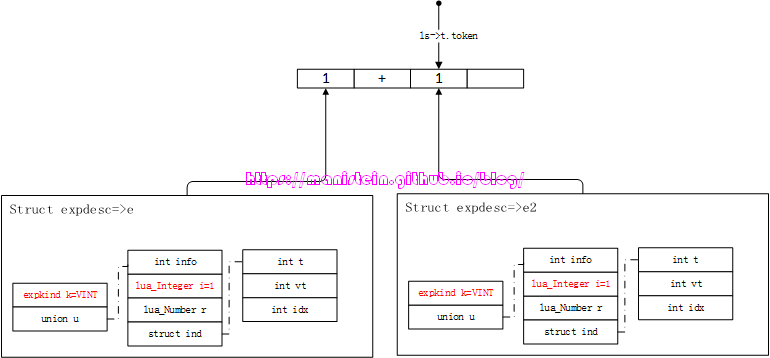 ls->t.token
1 + 1
https://manistein.github.io/blog/
Struct expdesc=>e
int info
lua_Integer i=1
lua_Number r
struct ind
int t
int vt
int idx
expkind k=VINT
union u
Struct expdesc=>e2
int info
lua_Integer i=1
lua_Number r
struct ind
int t
int vt
int idx
expkind k=VINT
union u